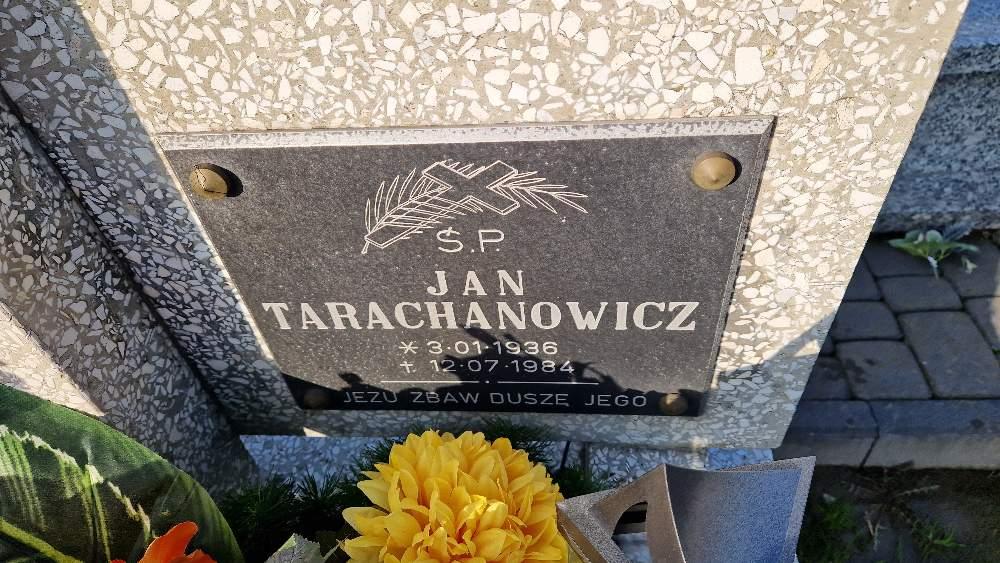 Ś.P.
JAN
TARACHANOWICZ
* 3·01·1936
† 12·07·1984
JEZU ZBAW DUSZĘ JEGO